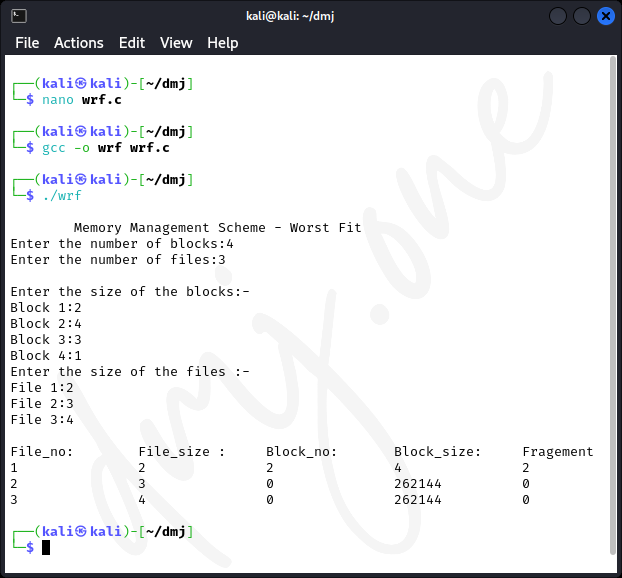 kali@kali: ~/dmj
File Actions Edit View Help
┌──(kali㉿kali)-[~/dmj]
└─$ nano wrf.c
┌──(kali㉿kali)-[~/dmj]
└─$ gcc -o wrf wrf.c
┌──(kali㉿kali)-[~/dmj]
└─$ ./wrf
Memory Management Scheme - Worst Fit
Enter the number of blocks:4
Enter the number of files:3
Enter the size of the blocks:-
Block 1:2
Block 2:4
Block 3:3
Block 4:1
Enter the size of the files :-
File 1:2
File 2:3
File 3:4
File_no: File_size : Block_no: Block_size: Fragement
1 2 2 4 2
2 3 0 262144 0
3 4 0 262144 0
┌──(kali㉿kali)-[~/dmj]
└─$
dmj.one